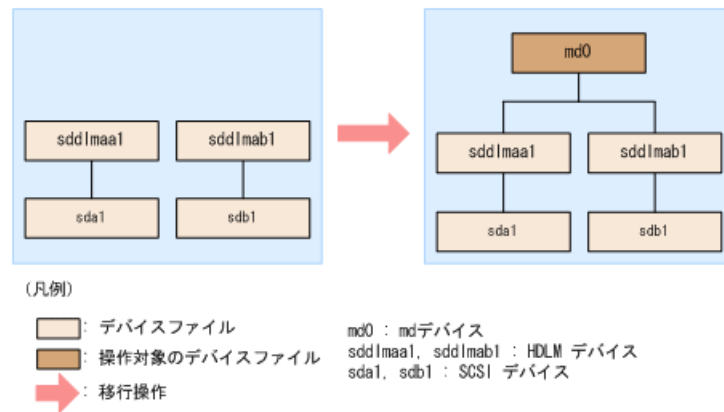 md0
sddlmaa1 sddlmab1
sda1 sdb1
sddlmaa1 sddlmab1
sda1 sdb1
(凡例)
: デバイスファイル
: 操作対象のデバイスファイル
: 移行操作
md0 : mdデバイス
sddlmaa1, sddlmab1 : HDLM デバイス
sda1, sdb1 : SCSI デバイス